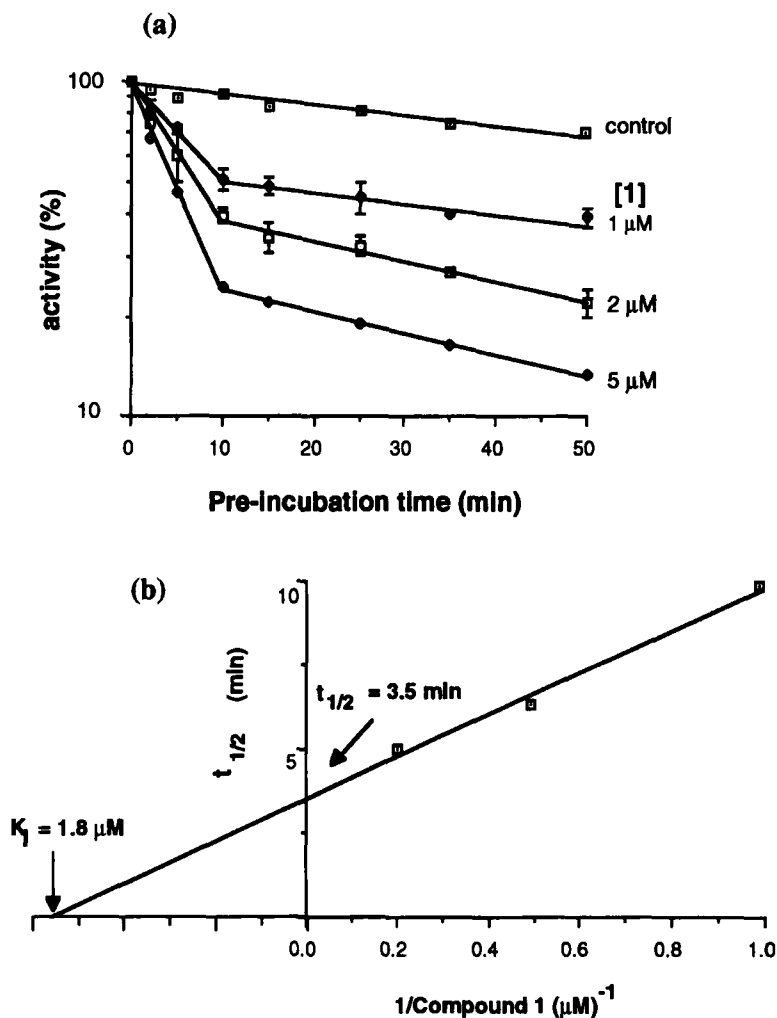 (a)
100
10
activity (%)
control
[1]
1 µM
2 µM
5 µM
0 10 20 30 40 50
Pre-incubation time (min)
(b)
10
5
t1/2 (min)
t1/2 = 3.5 min
KI = 1.8 µM
0.0 0.2 0.4 0.6 0.8 1.0
1/Compound 1 (µM)-1